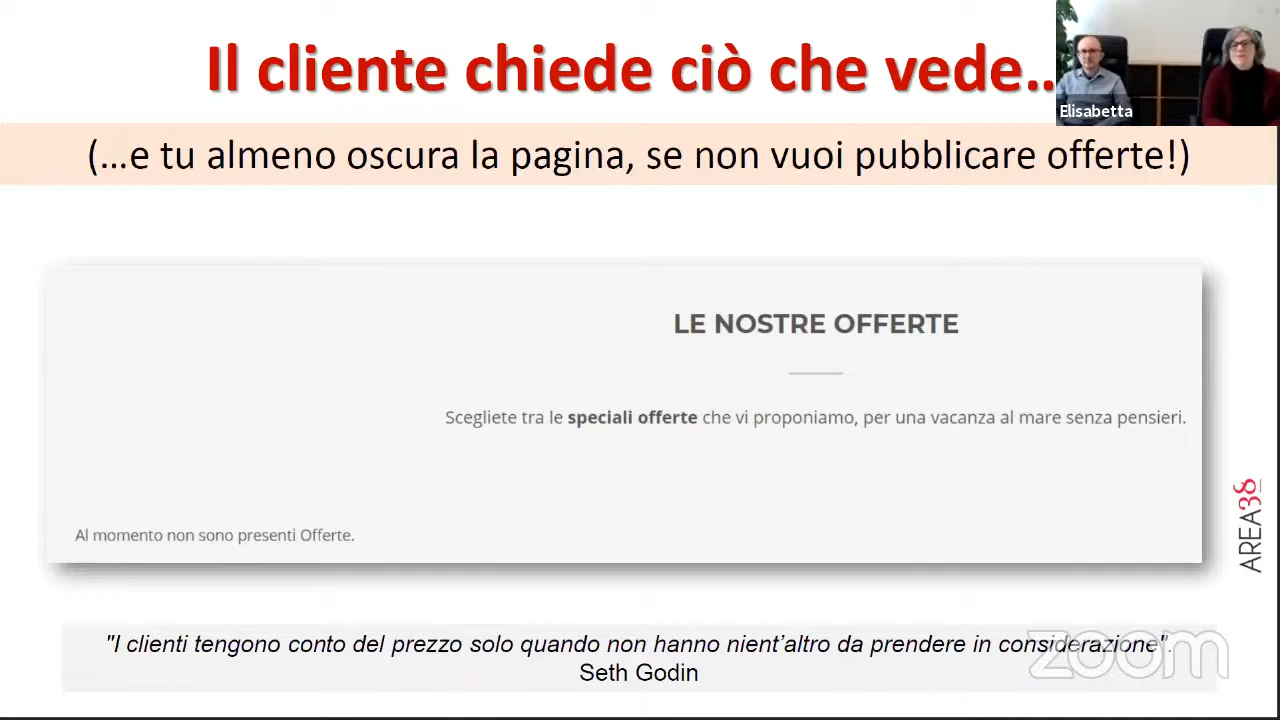 Il cliente chiede ciò che vede…
Elisabetta
(…e tu almeno oscura la pagina, se non vuoi pubblicare offerte!)
LE NOSTRE OFFERTE
Scegliete tra le speciali offerte che vi proponiamo, per una vacanza al mare senza pensieri.
Al momento non sono presenti Offerte.
AREA38
"I clienti tengono conto del prezzo solo quando non hanno nient’altro da prendere in considerazione".
Seth Godin
zoom